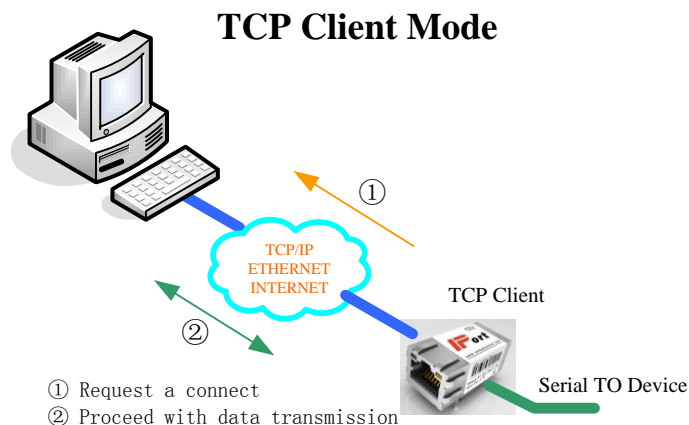 TCP Client Mode
①
TCP/IP
ETHERNET
INTERNET
TCP Client
②
IPort
Serial TO Device
① Request a connect
② Proceed with data transmission